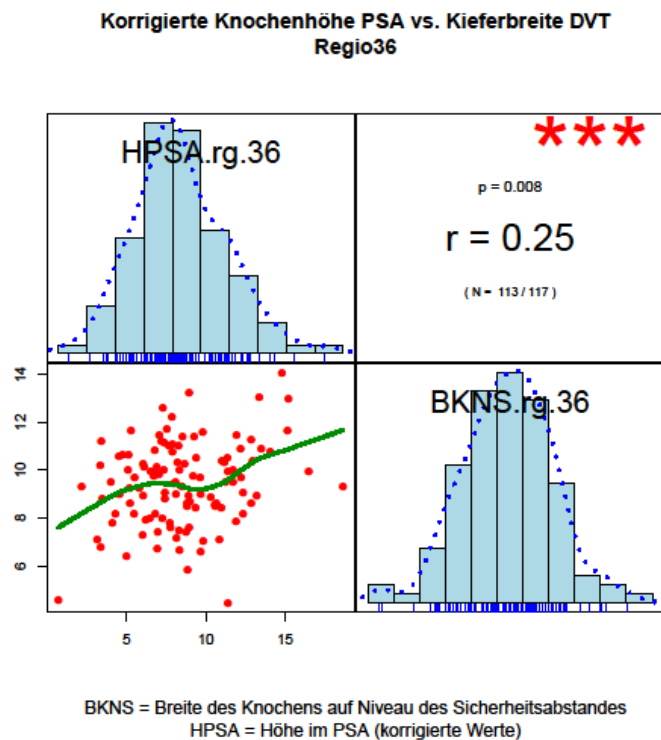 Korrigierte Knochenhöhe PSA vs. Kieferbreite DVT
Regio36
HPSA.rg.36
***
p = 0.008
r = 0.25
( N = 113 / 117 )
BKNS.rg.36
14
12
10
8
6
5 10 15
BKNS = Breite des Knochens auf Niveau des Sicherheitsabstandes
HPSA = Höhe im PSA (korrigierte Werte)